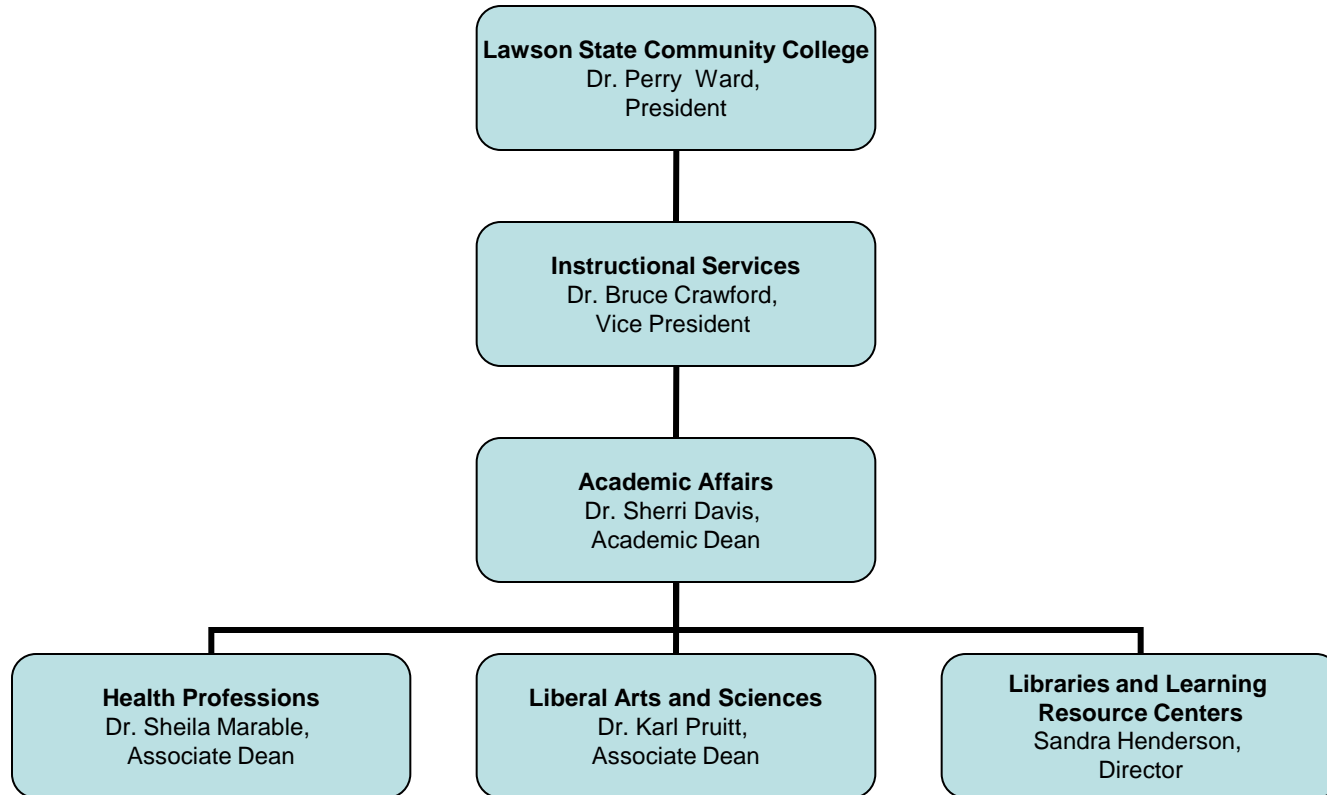 Lawson State Community College
Dr. Perry  Ward,
President
Instructional Services
Dr. Bruce Crawford,
Vice President
Academic Affairs
Dr. Sherri Davis,
Academic Dean
Health Professions
Dr. Sheila Marable,
Associate Dean
Liberal Arts and Sciences
Dr. Karl Pruitt,
Associate Dean
Libraries and Learning
Resource Centers
Sandra Henderson,
Director